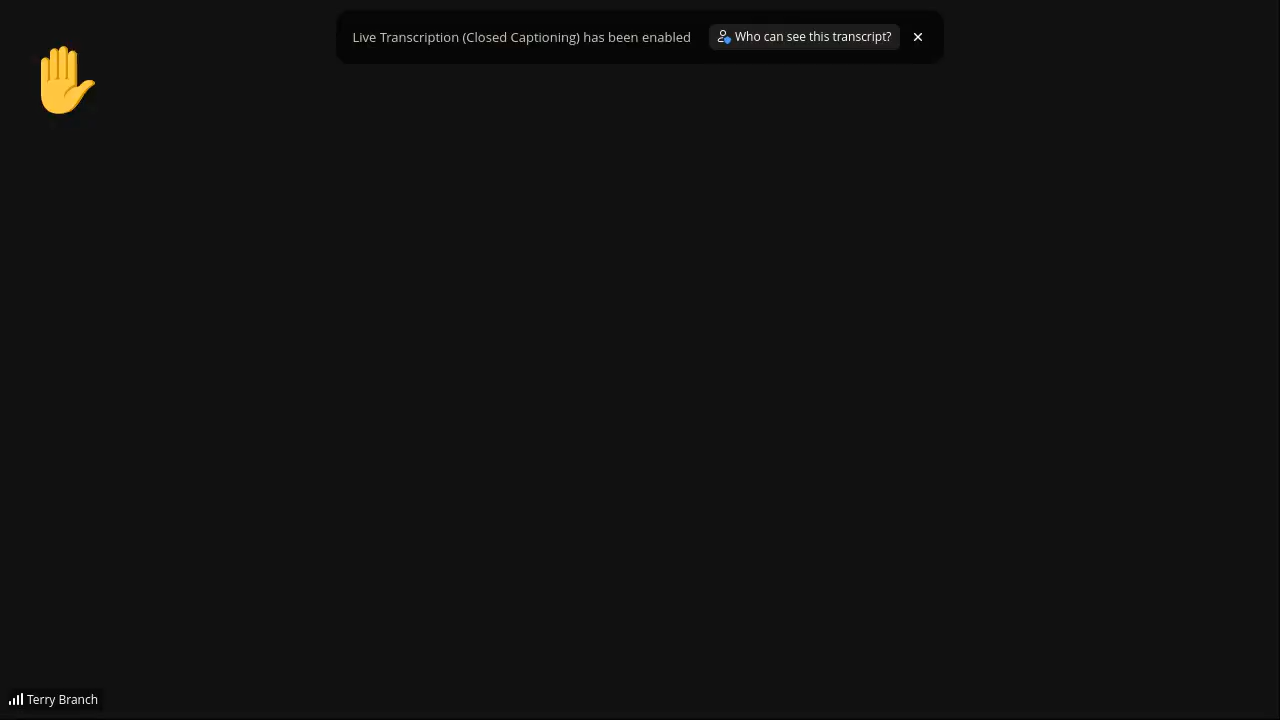 Live Transcription (Closed Captioning) has been enabled
Who can see this transcript?
Terry Branch